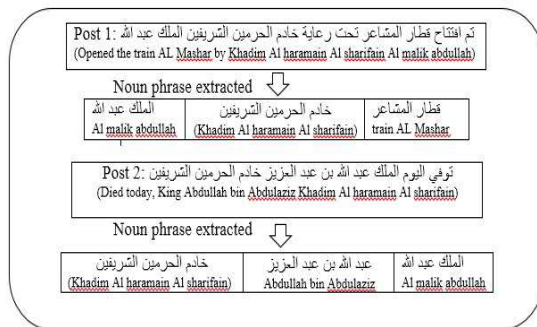 Post 1: تم افتتاح قطار المشاعر تحت رعاية خادم الحرمين الشريفين الملك عبد الله
(Opened the train AL Mashar by Khadim Al haramain Al sharifain Al malik abdullah)
Noun phrase extracted
الملك عبد الله
Al malik abdullah
خادم الحرمين الشريفين
(Khadim Al haramain Al sharifain)
قطار المشاعر
train AL Mashar
Post 2: توفي اليوم الملك عبد الله بن عبد العزيز خادم الحرمين الشريفين
(Died today, King Abdullah bin Abdulaziz Khadim Al haramain Al sharifain)
Noun phrase extracted
خادم الحرمين الشريفين
(Khadim Al haramain Al sharifain)
عبد الله بن عبد العزيز
Abdullah bin Abdulaziz
الملك عبد الله
Al malik abdullah